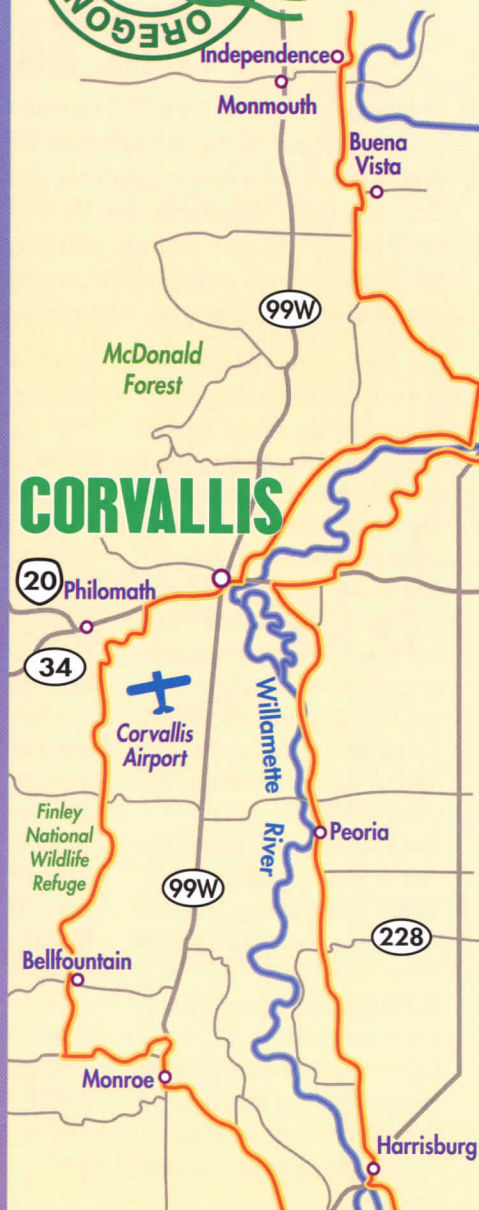 OREGON
Independence
Monmouth
Buena
Vista
99W
McDonald
Forest
CORVALLIS
20
Philomath
34
Corvallis
Airport
Willamette
River
Finley
National
Wildlife
Refuge
Peoria
99W
228
Bellfountain
Monroe
Harrisburg